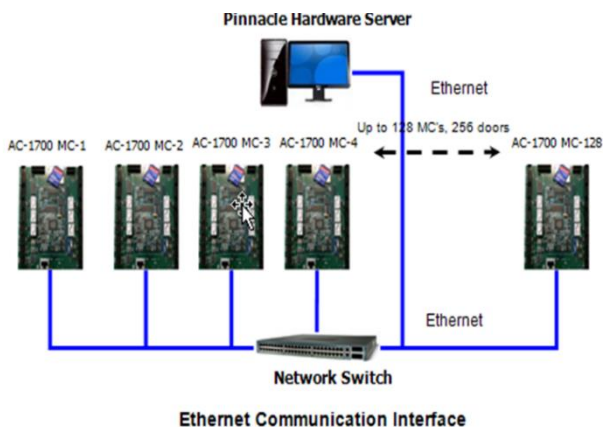 Pinnacle Hardware Server
Ethernet
Up to 128 MC's, 256 doors
AC-1700 MC-1
AC-1700 MC-2
AC-1700 MC-3
AC-1700 MC-4
AC-1700 MC-128
Ethernet
Network Switch
Ethernet Communication Interface